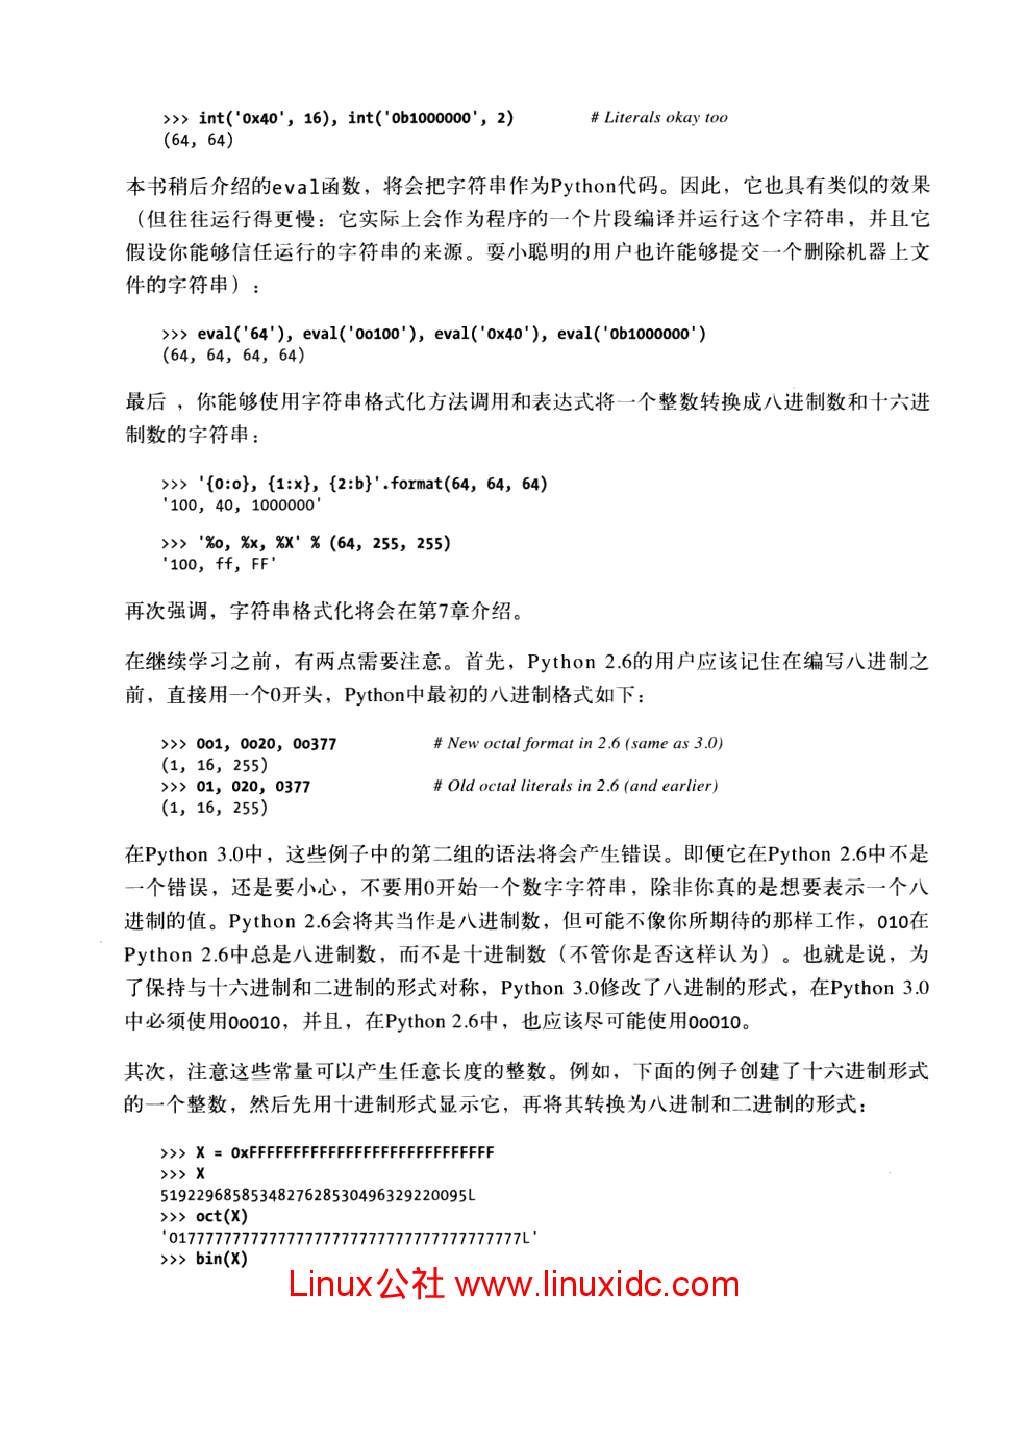 >>> int('0x40', 16), int('0b1000000', 2) # Literals okay too
(64, 64)
本书稍后介绍的eval函数，将会把字符串作为Python代码。因此，它也具有类似的效果
（但往往运行得更慢：它实际上会作为程序的一个片段编译并运行这个字符串，并且它
假设你能够信任运行的字符串的来源。耍小聪明的用户也许能够提交一个删除机器上文
件的字符串）：
>>> eval('64'), eval('0o100'), eval('0x40'), eval('0b1000000')
(64, 64, 64, 64)
最后，你能够使用字符串格式化方法调用和表达式将一个整数转换成八进制数和十六进
制数的字符串：
>>> '{0:o}, {1:x}, {2:b}'.format(64, 64, 64)
'100, 40, 1000000'
>>> '%o, %x, %X' % (64, 255, 255)
'100, ff, FF'
再次强调，字符串格式化将会在第7章介绍。
在继续学习之前，有两点需要注意。首先，Python 2.6的用户应该记住在编写八进制之
前，直接用一个0开头，Python中最初的八进制格式如下：
>>> 0o1, 0o20, 0o377 # New octal format in 2.6 (same as 3.0)
(1, 16, 255)
>>> 01, 020, 0377 # Old octal literals in 2.6 (and earlier)
(1, 16, 255)
在Python 3.0中，这些例子中的第二组的语法将会产生错误。即便它在Python 2.6中不是
一个错误，还是要小心，不要用0开始一个数字字符串，除非你真的是想要表示一个八
进制的值。Python 2.6会将其当作是八进制数，但可能不像你所期待的那样工作，010在
Python 2.6中总是八进制数，而不是十进制数（不管你是否这样认为）。也就是说，为
了保持与十六进制和二进制的形式对称，Python 3.0修改了八进制的形式，在Python 3.0
中必须使用0o010，并且，在Python 2.6中，也应该尽可能使用0o010。
其次，注意这些常量可以产生任意长度的整数。例如，下面的例子创建了十六进制形式
的一个整数，然后先用十进制形式显示它，再将其转换为八进制和二进制的形式：
>>> X = 0xFFFFFFFFFFFFFFFFFFFFFFFFFFFF
>>> X
5192296858534827628530496329220095L
>>> oct(X)
'017777777777777777777777777777777777777L'
>>> bin(X)
Linux公社 www.linuxidc.com